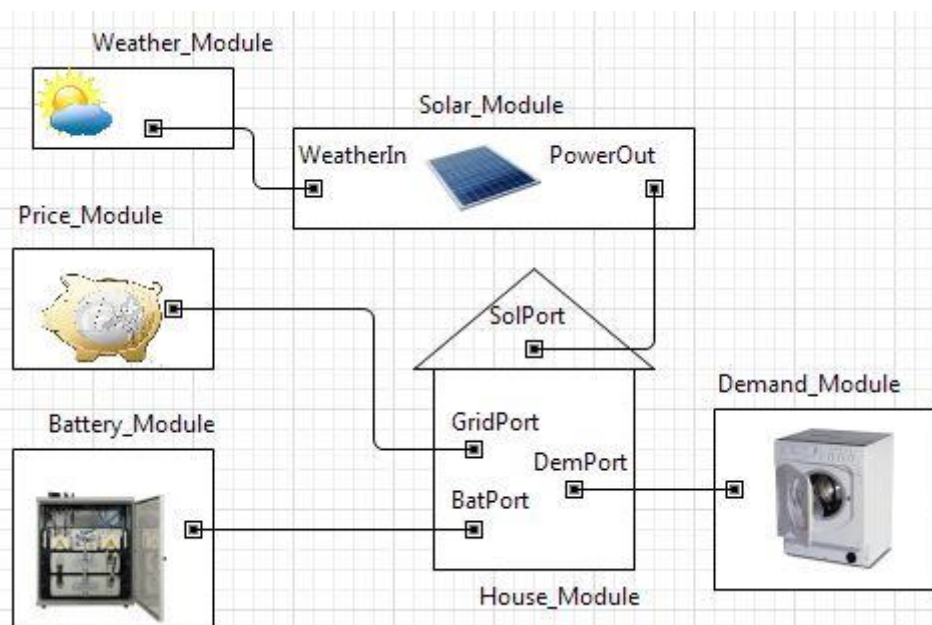 Weather_Module
Solar_Module
WeatherIn
PowerOut
Price_Module
SolPort
Demand_Module
Battery_Module
GridPort
DemPort
BatPort
House_Module